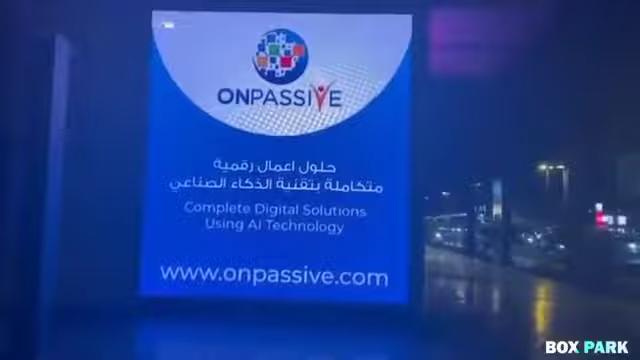 ONPASSIVE
حلول اعمال رقمية
متكاملة بتقنية الذكاء الصناعي
Complete Digital Solutions
Using AI Technology
www.onpassive.com
BOX PARK